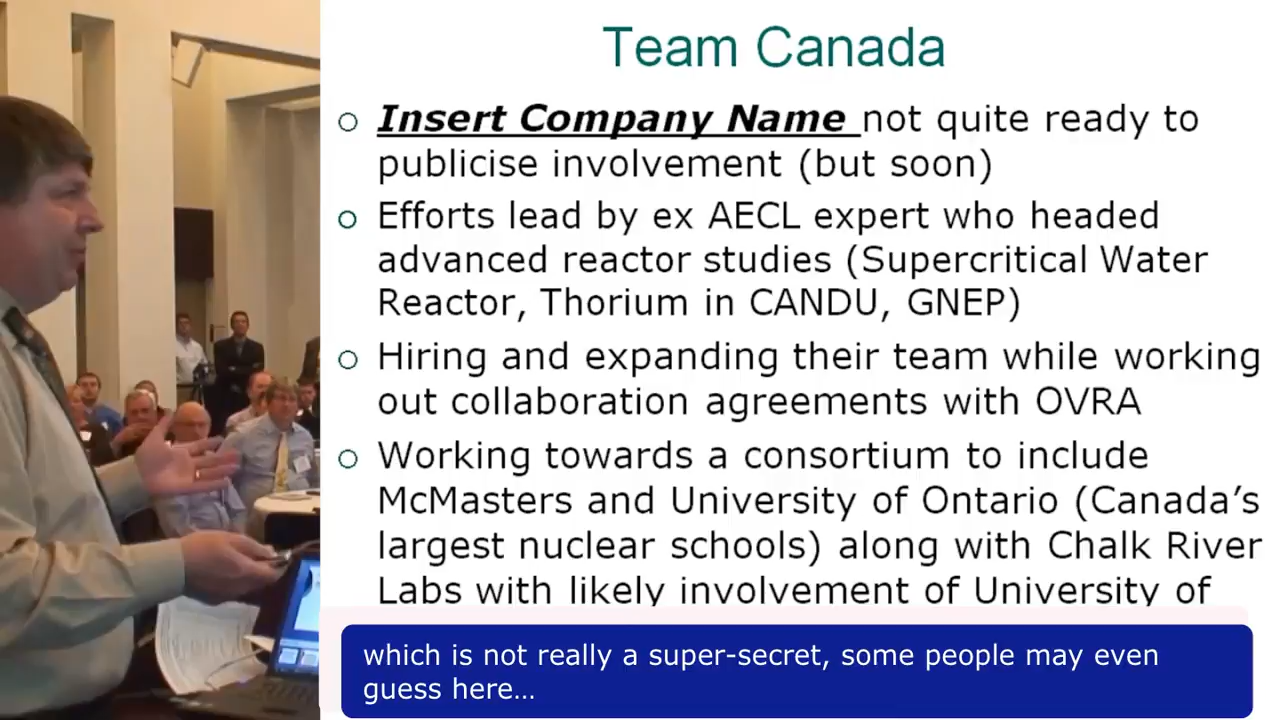 Team Canada
Insert Company Name not quite ready to
publicise involvement (but soon)
Efforts lead by ex AECL expert who headed
advanced reactor studies (Supercritical Water
Reactor, Thorium in CANDU, GNEP)
Hiring and expanding their team while working
out collaboration agreements with OVRA
Working towards a consortium to include
McMasters and University of Ontario (Canada’s
largest nuclear schools) along with Chalk River
Labs with likely involvement of University of
which is not really a super-secret, some people may even
guess here…